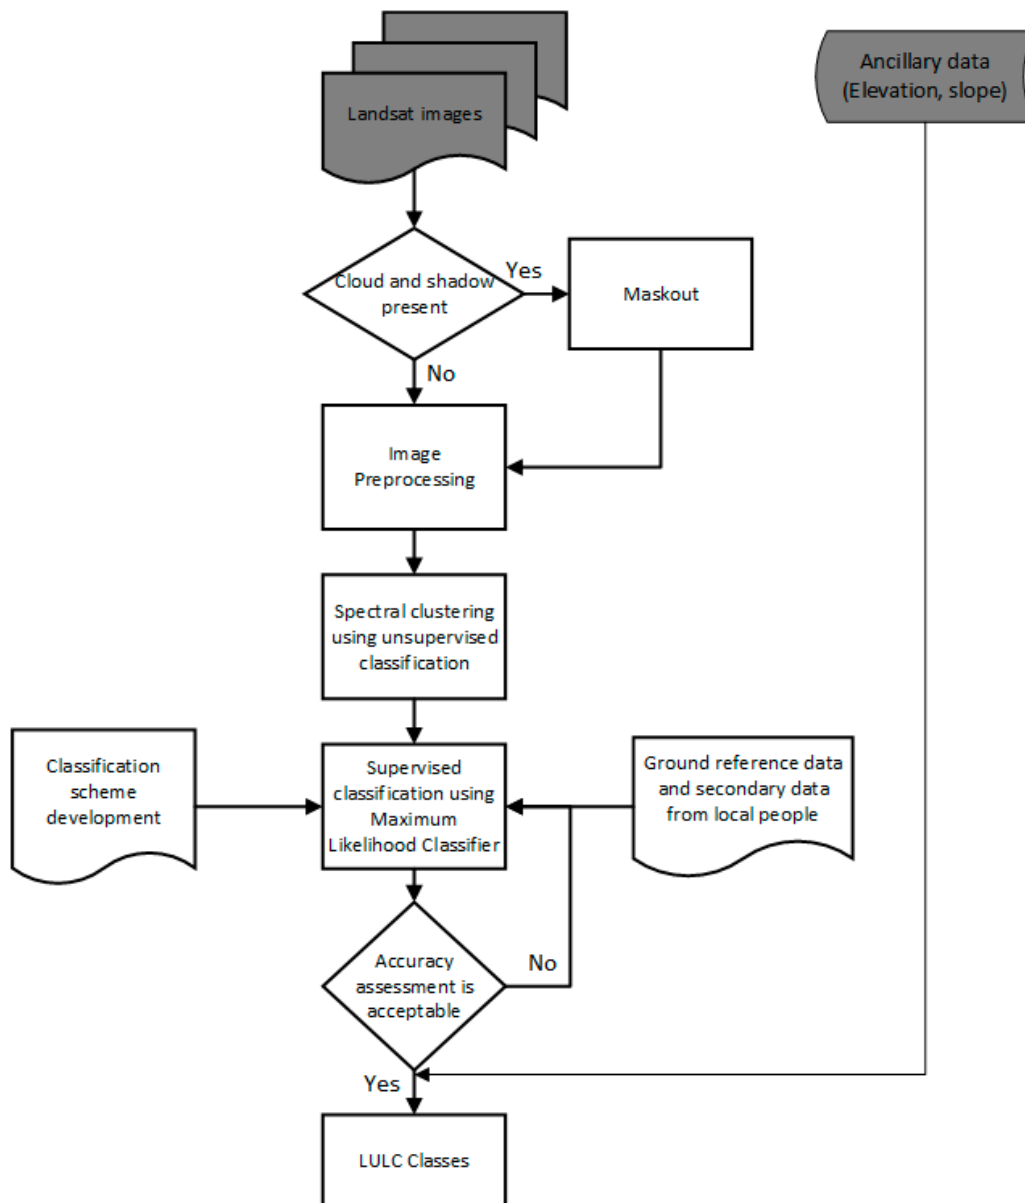 Landsat images
Ancillary data
(Elevation, slope)
Cloud and shadow
present
Yes
Maskout
No
Image
Preprocessing
Spectral clustering
using unsupervised
classification
Classification
scheme
development
Supervised
classification using
Maximum
Likelihood Classifier
Ground reference data
and secondary data
from local people
Accuracy
assessment is
acceptable
No
Yes
LULC Classes